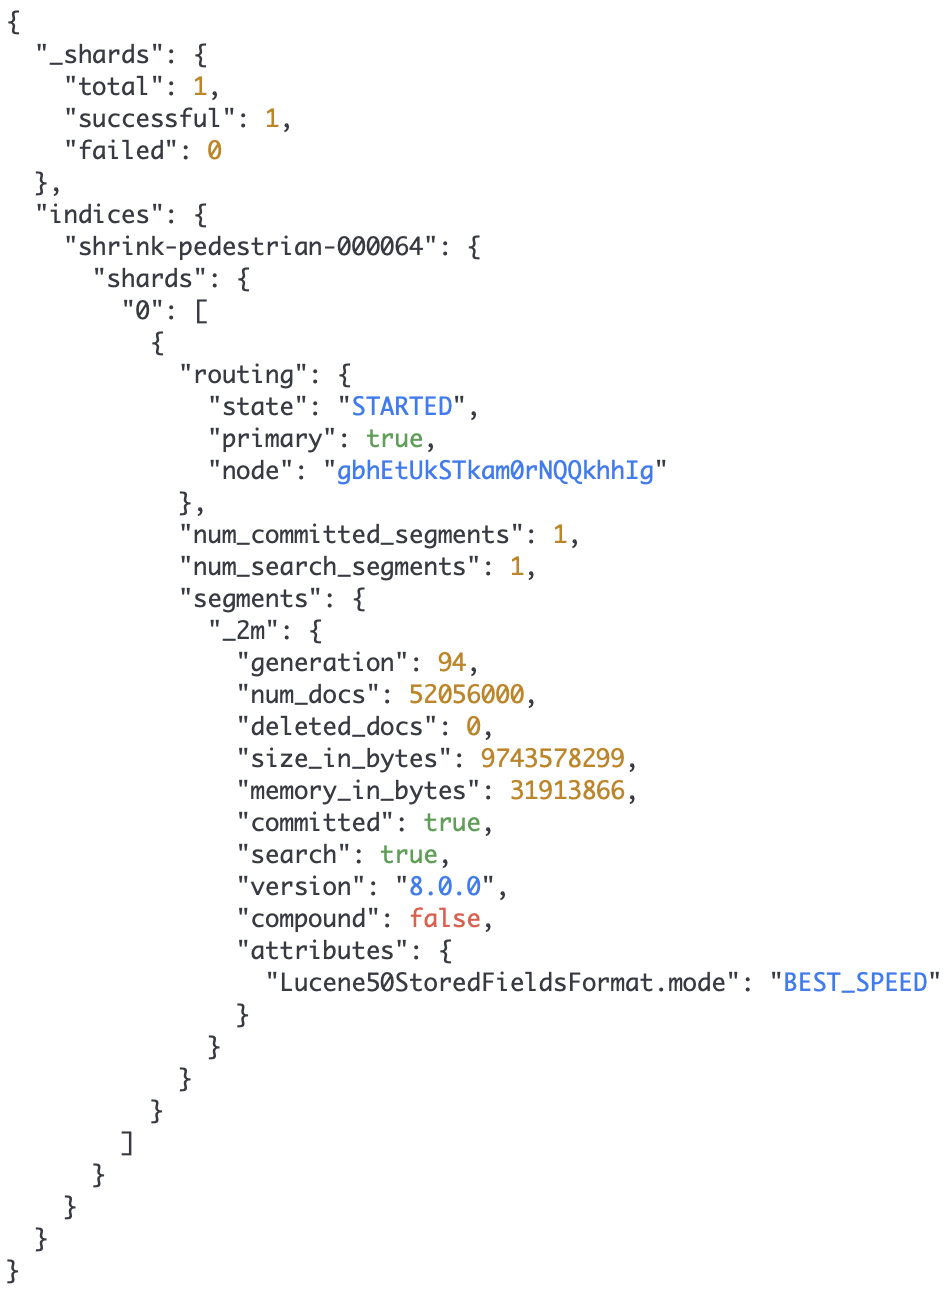 {
  "_shards": {
    "total": 1,
    "successful": 1,
    "failed": 0
  },
  "indices": {
    "shrink-pedestrian-000064": {
      "shards": {
        "0": [
          {
            "routing": {
              "state": "STARTED",
              "primary": true,
              "node": "gbhEtUkSTkam0rNQQkhhIg"
            },
            "num_committed_segments": 1,
            "num_search_segments": 1,
            "segments": {
              "_2m": {
                "generation": 94,
                "num_docs": 52056000,
                "deleted_docs": 0,
                "size_in_bytes": 9743578299,
                "memory_in_bytes": 31913866,
                "committed": true,
                "search": true,
                "version": "8.0.0",
                "compound": false,
                "attributes": {
                  "Lucene50StoredFieldsFormat.mode": "BEST_SPEED"
                }
              }
            }
          }
        ]
      }
    }
  }
}